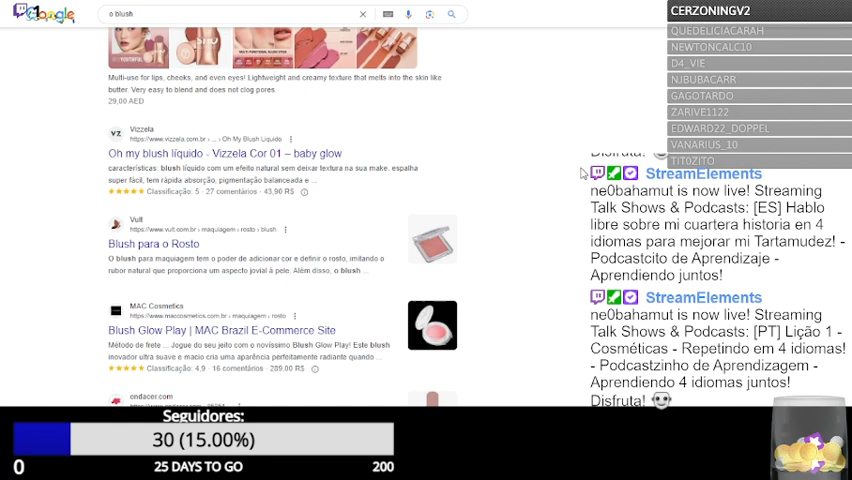 Google
o blush
Multi-use for lips, cheeks, and even eyes! Lightweight and creamy texture that melts into the skin like
butter. Very easy to blend and does not clog pores.
29,00 AED
VZ
Vizzela
https://www.vizzela.com.br › ... › Oh My Blush Liquido
Oh my blush líquido - Vizzela Cor 01 – baby glow
características: blush líquido com um efeito natural sem deixar textura na sua make, espalha
super fácil, tem rápida absorção, pigmentação balanceada e ...
Classificação: 5 · 27 comentários · 43,90 R$
Vult
https://www.vult.com.br › maquiagem › rosto › blush
Blush para o Rosto
O blush para maquiagem tem o poder de adicionar cor e definir o rosto, imitando o
rubor natural que proporciona um aspecto jovial à pele. Além disso, o blush ...
MAC Cosmetics
https://www.maccosmetics.com.br › maquiagem › rosto
Blush Glow Play | MAC Brazil E-Commerce Site
Método de frete ... Jogue do seu jeito com o novíssimo Blush Glow Play! Este blush
inovador ultra suave e macio cria uma aparência perfeitamente radiante quando ...
Classificação: 4,9 · 16 comentários · 289,00 R$
ondacer.com
CERZONINGV2
QUEDELICIACARAH
NEWTONCALC10
D4_VIE
NJBUBACARR
GAGOTARDO
ZARIVE1122
EDWARD22_DOPPEL
VANARIUS_10
TIT0ZITO
Disfruta!
StreamElements
ne0bahamut is now live! Streaming
Talk Shows & Podcasts: [ES] Hablo
libre sobre mi cuartera historia en 4
idiomas para mejorar mi Tartamudez! -
Podcastcito de Aprendizaje -
Aprendiendo juntos!
StreamElements
ne0bahamut is now live! Streaming
Talk Shows & Podcasts: [PT] Lição 1 -
Cosméticas - Repetindo em 4 idiomas!
- Podcastzinho de Aprendizagem -
Aprendiendo 4 idiomas juntos!
Disfruta!
Seguidores:
30 (15.00%)
0
25 DAYS TO GO
200